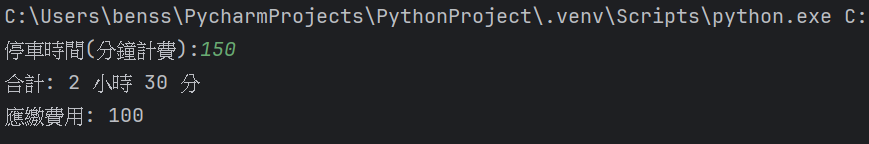 C:\Users\benss\PycharmProjects\PythonProject\.venv\Scripts\python.exe C:
停車時間(分鐘計費):150
合計: 2 小時 30 分
應繳費用: 100